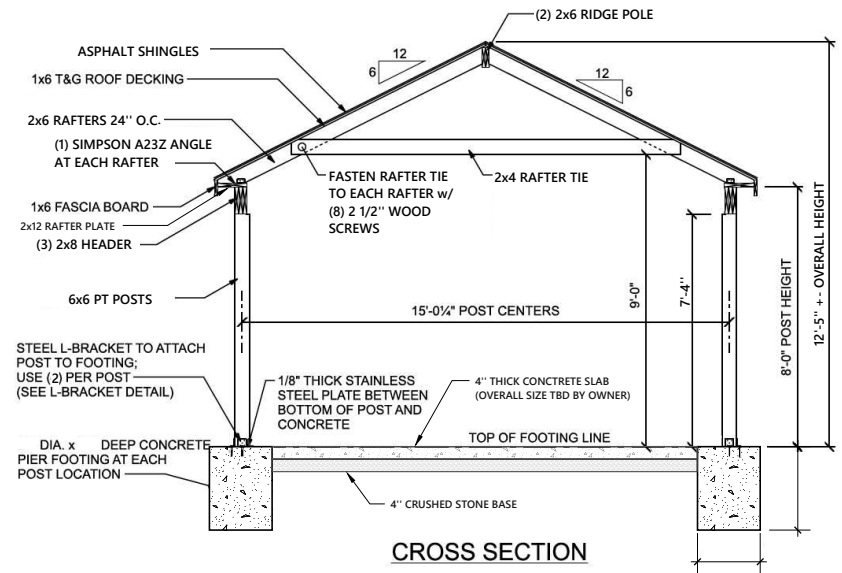 (2) 2x6 RIDGE POLE
ASPHALT SHINGLES
12
6
1x6 T&G ROOF DECKING
12
6
2x6 RAFTERS 24'' O.C.
(1) SIMPSON A23Z ANGLE
AT EACH RAFTER
FASTEN RAFTER TIE
TO EACH RAFTER w/
(8) 2 1/2'' WOOD
SCREWS
2x4 RAFTER TIE
1x6 FASCIA BOARD
2x12 RAFTER PLATE
(3) 2x8 HEADER
6x6 PT POSTS
15'-0¼" POST CENTERS
9'-0"
7'-4''
8'-0" POST HEIGHT
12'-5" +- OVERALL HEIGHT
STEEL L-BRACKET TO ATTACH
POST TO FOOTING;
USE (2) PER POST
(SEE L-BRACKET DETAIL)
1/8" THICK STAINLESS
STEEL PLATE BETWEEN
BOTTOM OF POST AND
CONCRETE
4'' THICK CONCRETE SLAB
(OVERALL SIZE TBD BY OWNER)
TOP OF FOOTING LINE
DIA. x DEEP CONCRETE
PIER FOOTING AT EACH
POST LOCATION
4'' CRUSHED STONE BASE
CROSS SECTION